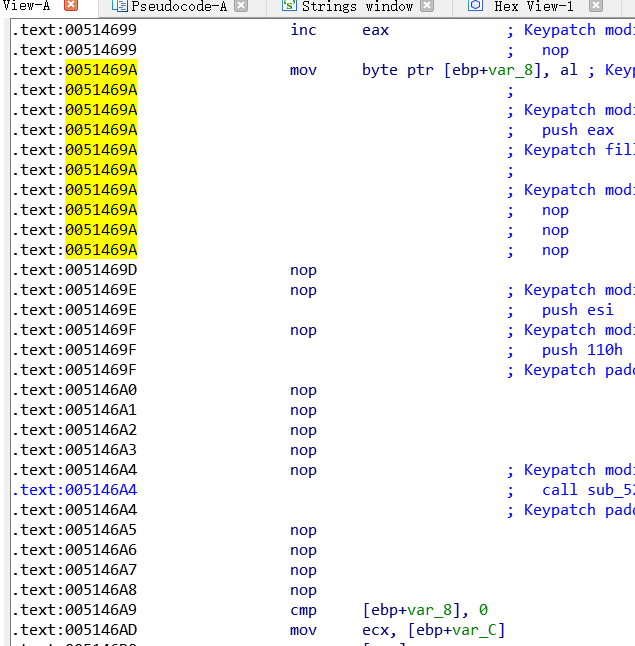 View-A Pseudocode-A Strings window Hex View-1
.text:00514699 inc eax ; Keypatch modi
.text:00514699 ; nop
.text:0051469A mov byte ptr [ebp+var_8], al ; Keyp
.text:0051469A ;
.text:0051469A ; Keypatch modi
.text:0051469A ; push eax
.text:0051469A ; Keypatch fill
.text:0051469A ;
.text:0051469A ; Keypatch modi
.text:0051469A ; nop
.text:0051469A ; nop
.text:0051469A ; nop
.text:0051469D nop
.text:0051469E nop ; Keypatch modi
.text:0051469E ; push esi
.text:0051469F nop ; Keypatch modi
.text:0051469F ; push 110h
.text:0051469F ; Keypatch padd
.text:005146A0 nop
.text:005146A1 nop
.text:005146A2 nop
.text:005146A3 nop
.text:005146A4 nop ; Keypatch modi
.text:005146A4 ; call sub_52
.text:005146A4 ; Keypatch padd
.text:005146A5 nop
.text:005146A6 nop
.text:005146A7 nop
.text:005146A8 nop
.text:005146A9 cmp [ebp+var_8], 0
.text:005146AD mov ecx, [ebp+var_C]